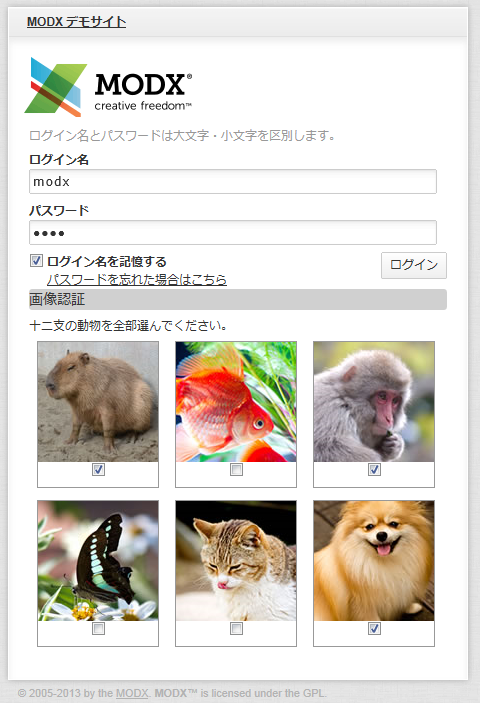 MODX デモサイト
MODX®
creative freedom™
ログイン名とパスワードは大文字・小文字を区別します。
ログイン名
modx
パスワード
●●●●
ログイン名を記憶する
ログイン
パスワードを忘れた場合はこちら
画像認証
十二支の動物を全部選んでください。
© 2005-2013 by the MODX. MODX™ is licensed under the GPL.